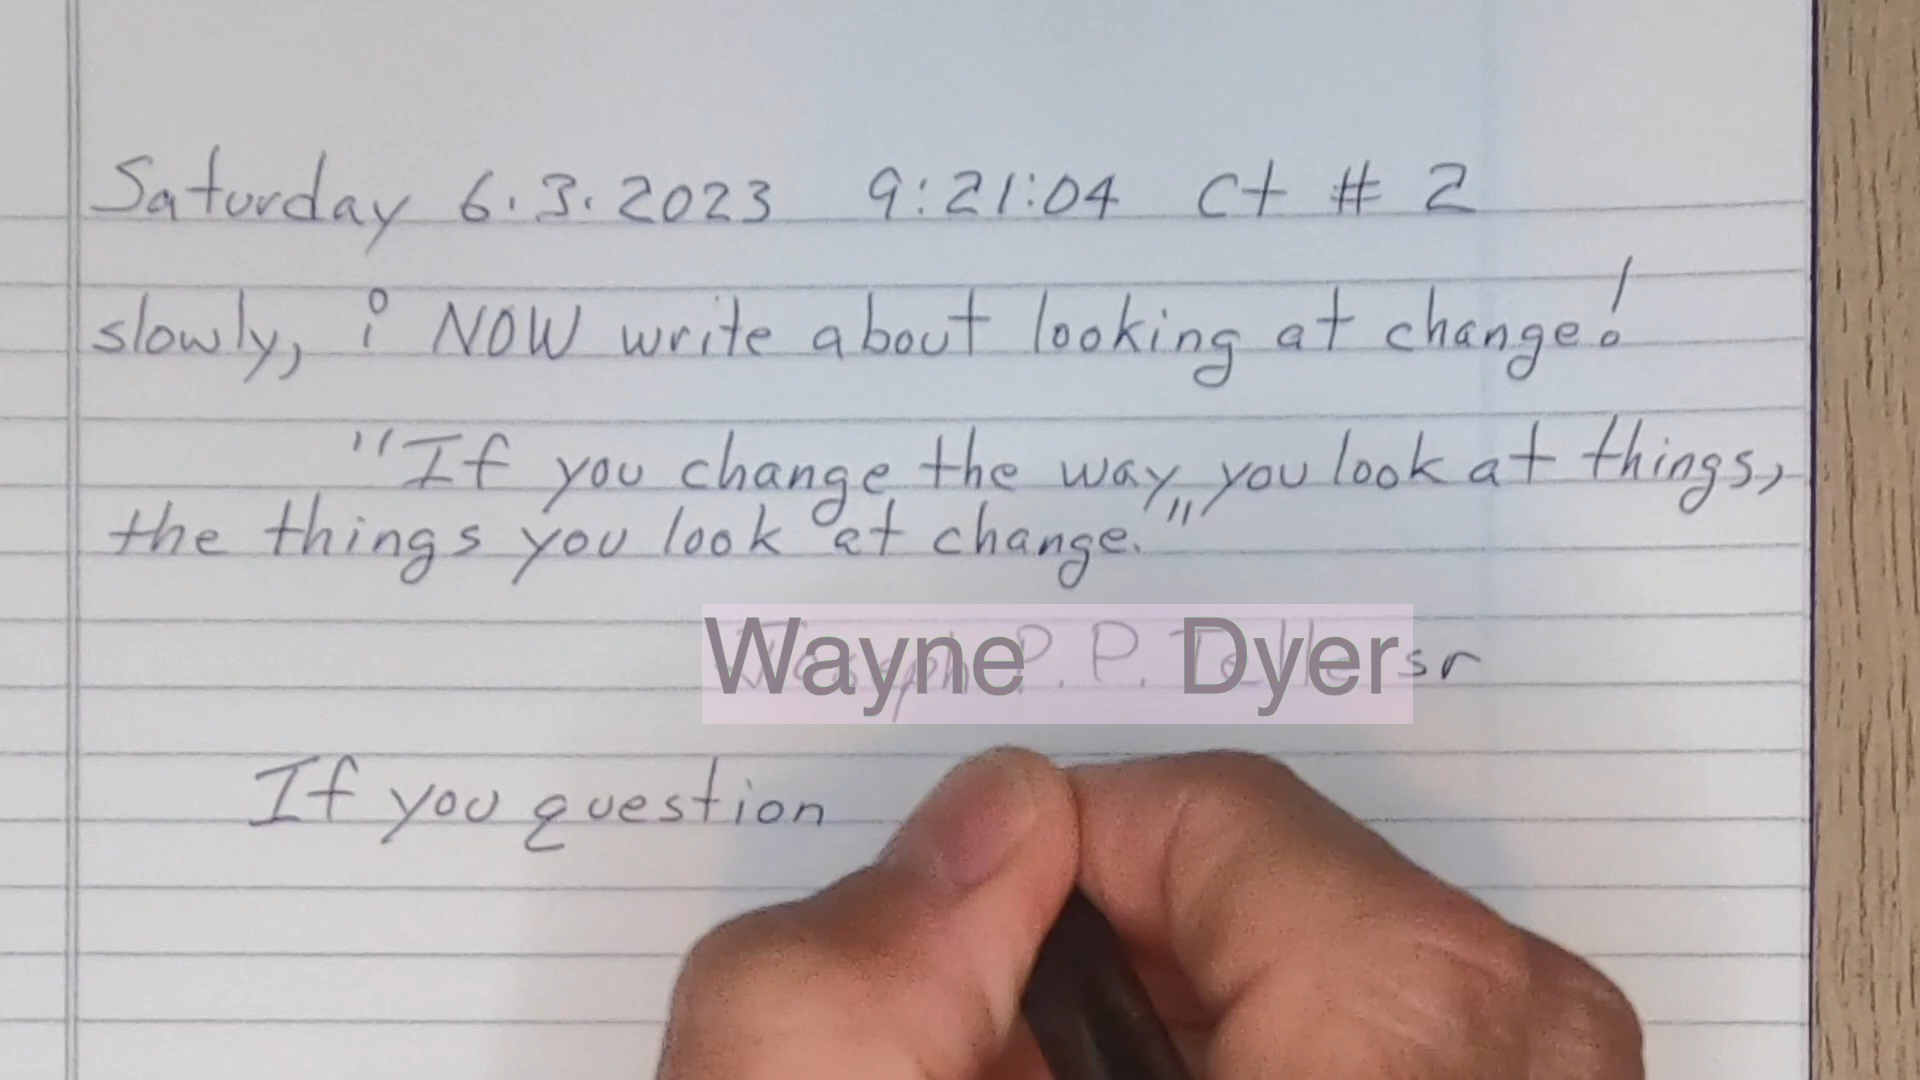 Saturday 6.3.2023 9:21:04 ct # 2
slowly, i NOW write about looking at change!
"If you change the way you look at things,
the things you look at change."
Wayne Dyer sr
If you question